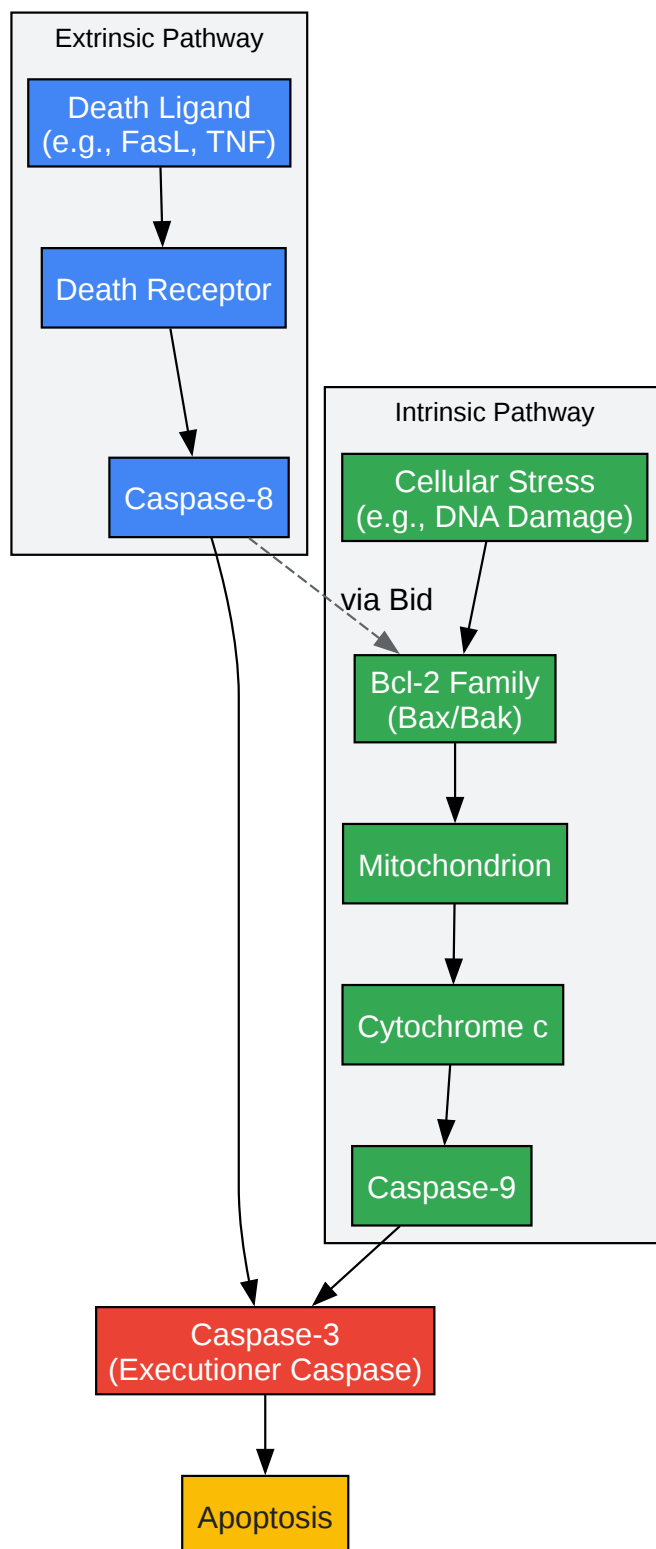 Extrinsic Pathway
Death Ligand
(e.g., FasL, TNF)
Death Receptor
Caspase-8
Intrinsic Pathway
Cellular Stress
(e.g., DNA Damage)
via Bid
Bcl-2 Family
(Bax/Bak)
Mitochondrion
Cytochrome c
Caspase-9
Caspase-3
(Executioner Caspase)
Apoptosis